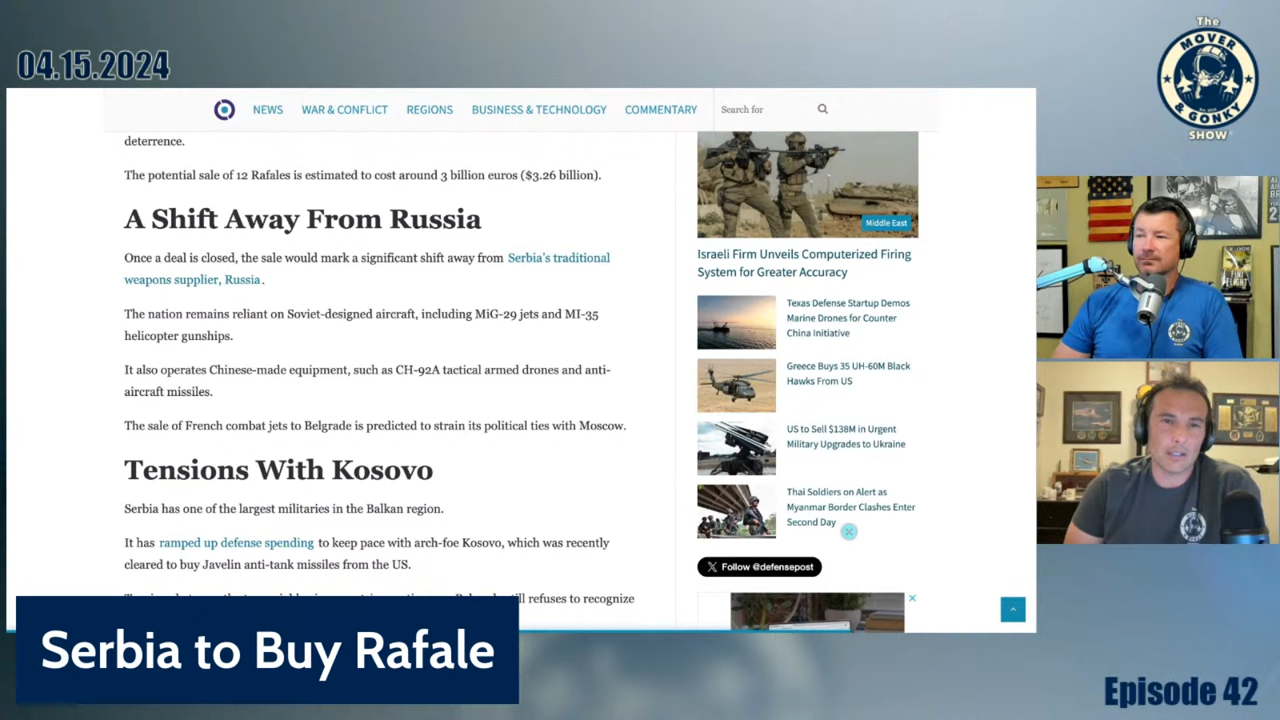 04.15.2024
The
MOVER
& GONKY
SHOW
NEWS
WAR & CONFLICT
REGIONS
BUSINESS & TECHNOLOGY
COMMENTARY
Search for
deterrence.
The potential sale of 12 Rafales is estimated to cost around 3 billion euros ($3.26 billion).
A Shift Away From Russia
Once a deal is closed, the sale would mark a significant shift away from Serbia's traditional
weapons supplier, Russia.
The nation remains reliant on Soviet-designed aircraft, including MiG-29 jets and MI-35
helicopter gunships.
It also operates Chinese-made equipment, such as CH-92A tactical armed drones and anti-
aircraft missiles.
The sale of French combat jets to Belgrade is predicted to strain its political ties with Moscow.
Tensions With Kosovo
Serbia has one of the largest militaries in the Balkan region.
It has ramped up defense spending to keep pace with arch-foe Kosovo, which was recently
cleared to buy Javelin anti-tank missiles from the US.
still refuses to recognize
Middle East
Israeli Firm Unveils Computerized Firing
System for Greater Accuracy
Texas Defense Startup Demos
Marine Drones for Counter
China Initiative
Greece Buys 35 UH-60M Black
Hawks From US
US to Sell $138M in Urgent
Military Upgrades to Ukraine
Thai Soldiers on Alert as
Myanmar Border Clashes Enter
Second Day
X Follow @defensepost
FINI
FLIGHT
Serbia to Buy Rafale
Episode 42